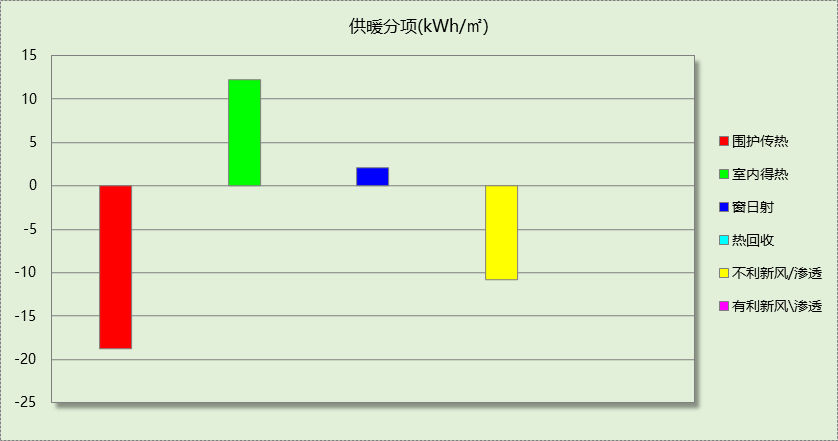 供暖分项(kWh/㎡)
15
10
5
0
-5
-10
-15
-20
-25
围护传热
室内得热
窗日射
热回收
不利新风/渗透
有利新风\渗透